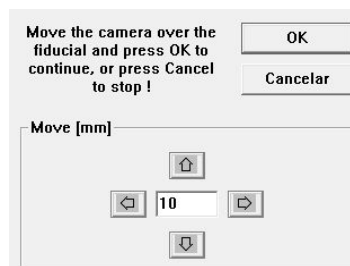 Move the camera over the
fiducial and press OK to
continue, or press Cancel
to stop !
OK
Cancelar
Move [mm]
10